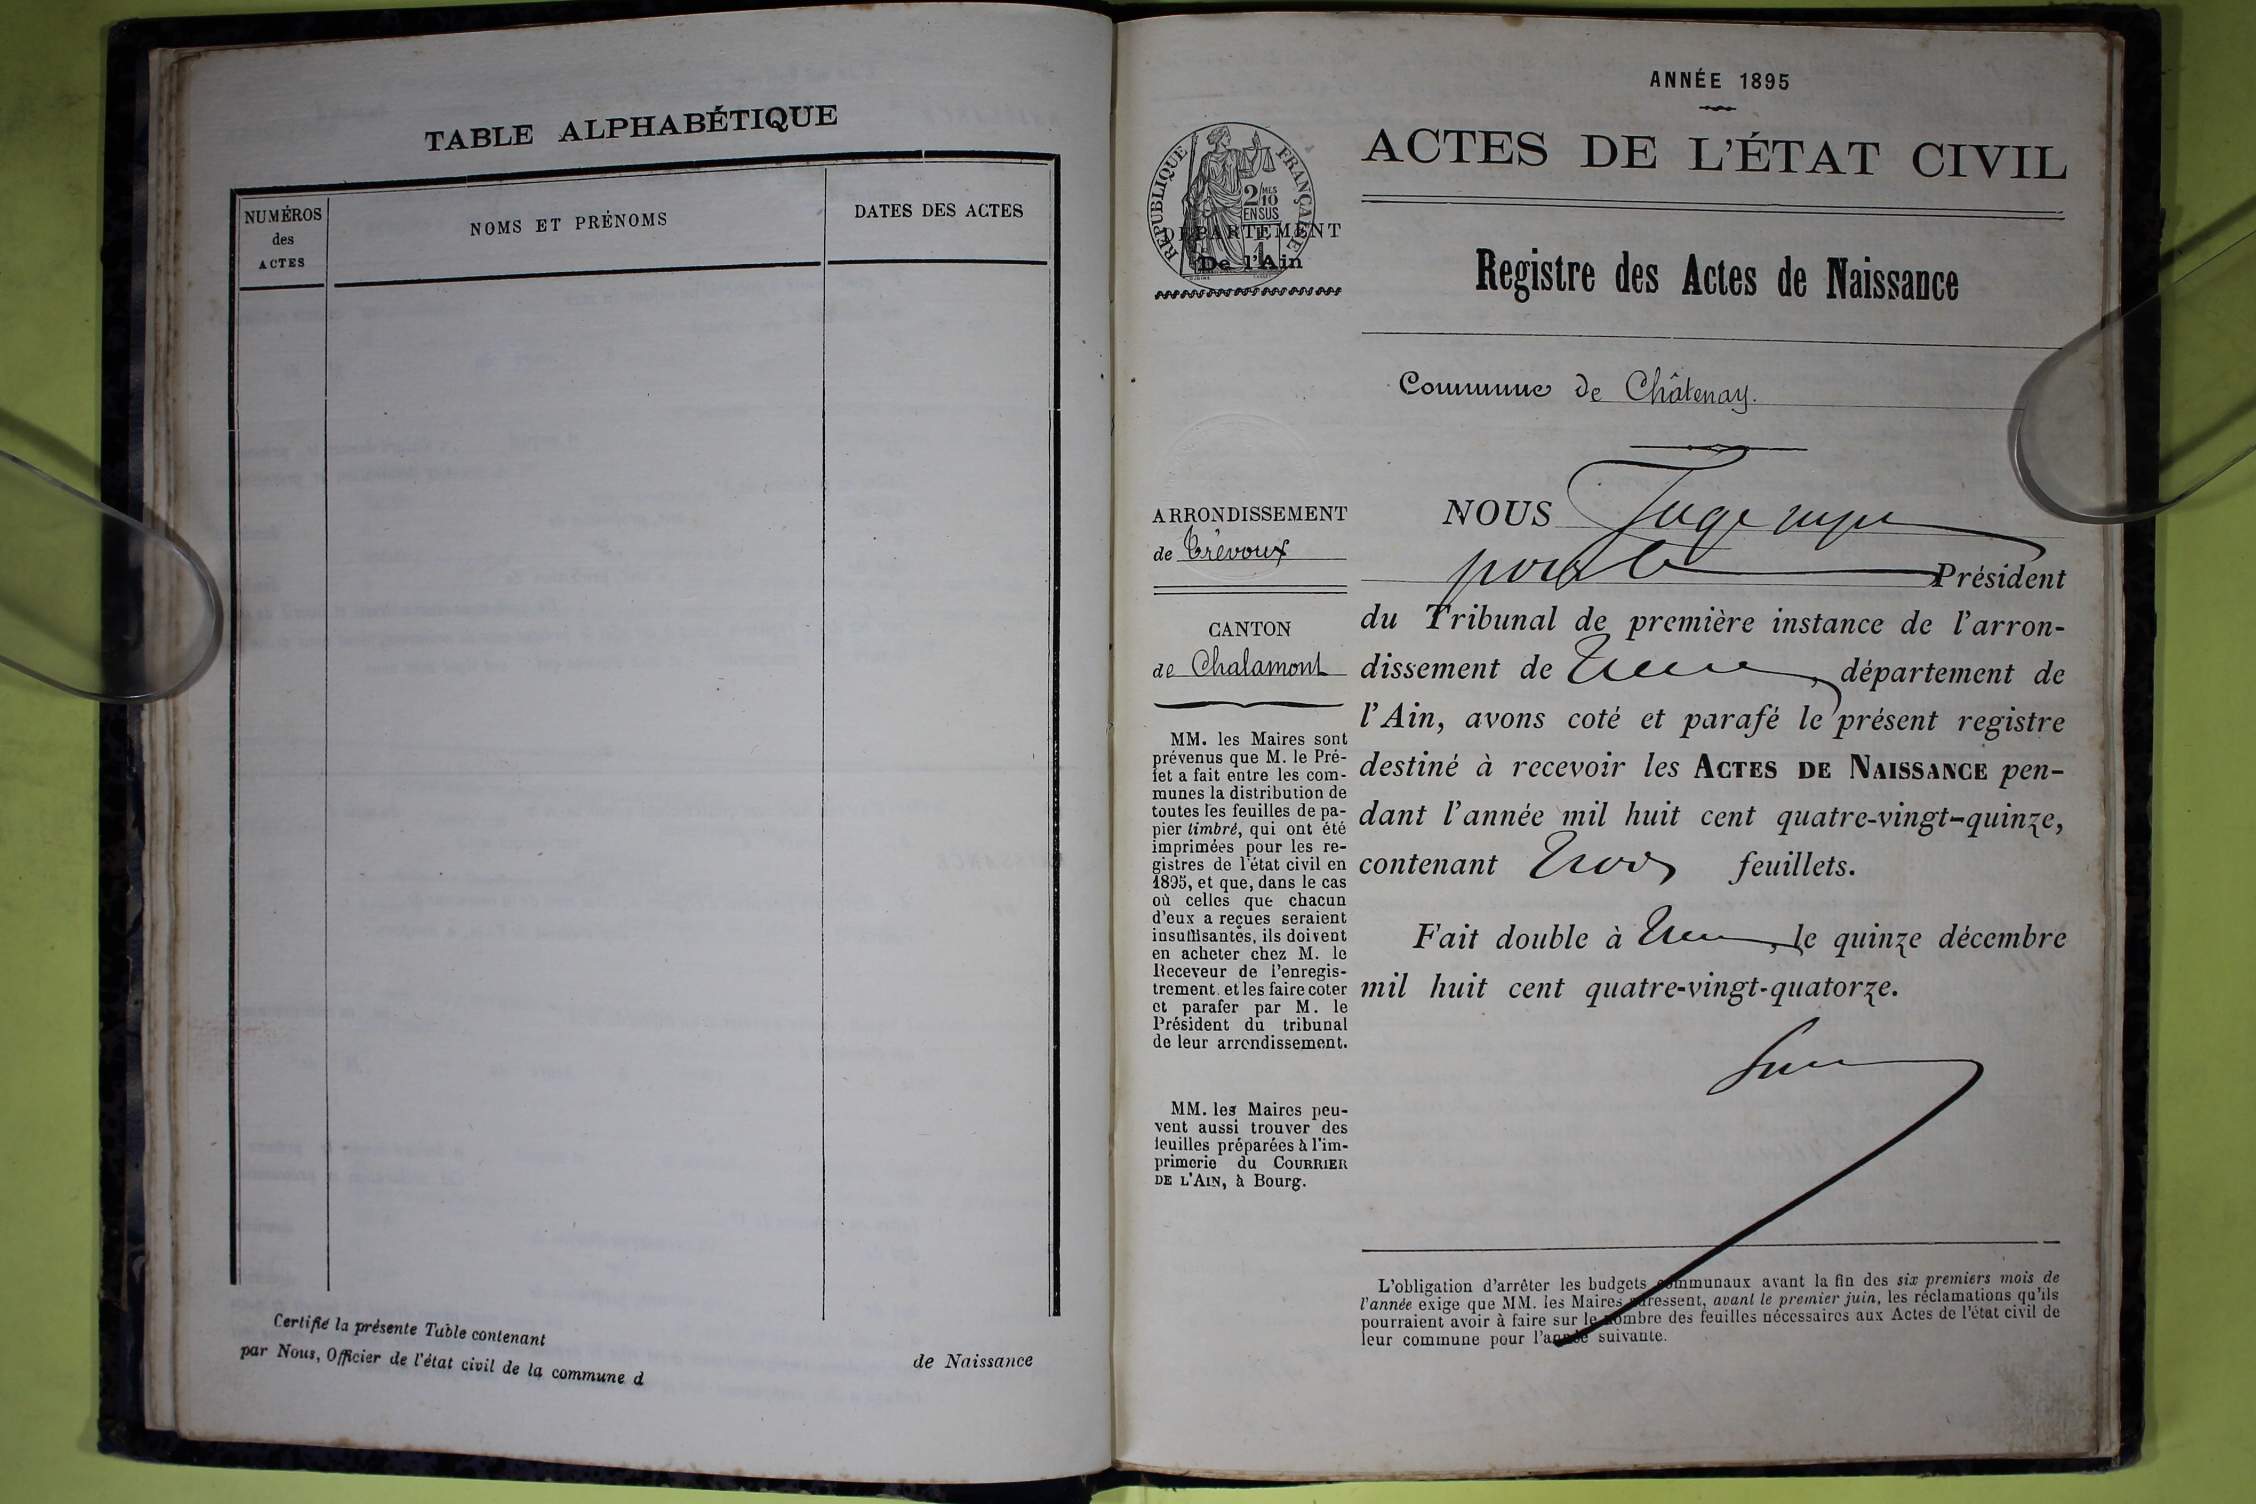 TABLE ALPHABÉTIQUE
NUMÉROS
des
ACTES
NOMS ET PRÉNOMS
DATES DES ACTES
Certifié la présente Table contenant
de Naissance
par Nous, Officier de l'état civil de la commune d
ANNÉE 1895
ACTES DE L'ÉTAT CIVIL
RÉPUBLIQUE FRANÇAISE
2/10 MES
EN SUS
DÉPARTEMENT
De l'Ain
Registre des Actes de Naissance
Commune de Châtenay.
ARRONDISSEMENT
de Trévoux
CANTON
de Chalamont
MM. les Maires sont
prévenus que M. le Pré-
fet a fait entre les com-
munes la distribution de
toutes les feuilles de pa-
pier timbré, qui ont été
imprimées pour les re-
gistres de l'état civil en
1895, et que, dans le cas
où celles que chacun
d'eux a reçues seraient
insuffisantes, ils doivent
en acheter chez M. le
Receveur de l'enregis-
trement. et les faire coter
et parafer par M. le
Président du tribunal
de leur arrondissement.
MM. les Maires peu-
vent aussi trouver des
feuilles préparées à l'im-
primerie du COURRIER
DE L'AIN, à Bourg.
NOUS Juge
pour le Président
du Tribunal de première instance de l'arron-
dissement de , département de
l'Ain, avons coté et parafé le présent registre
destiné à recevoir les ACTES DE NAISSANCE pen-
dant l'année mil huit cent quatre-vingt-quinze,
contenant Trois feuillets.
Fait double à , le quinze décembre
mil huit cent quatre-vingt-quatorze.
L'obligation d'arrêter les budgets communaux avant la fin des six premiers mois de
l'année exige que MM. les Maires adressent, avant le premier juin, les réclamations qu'ils
pourraient avoir à faire sur le nombre des feuilles nécessaires aux Actes de l'état civil de
leur commune pour l'année suivante.